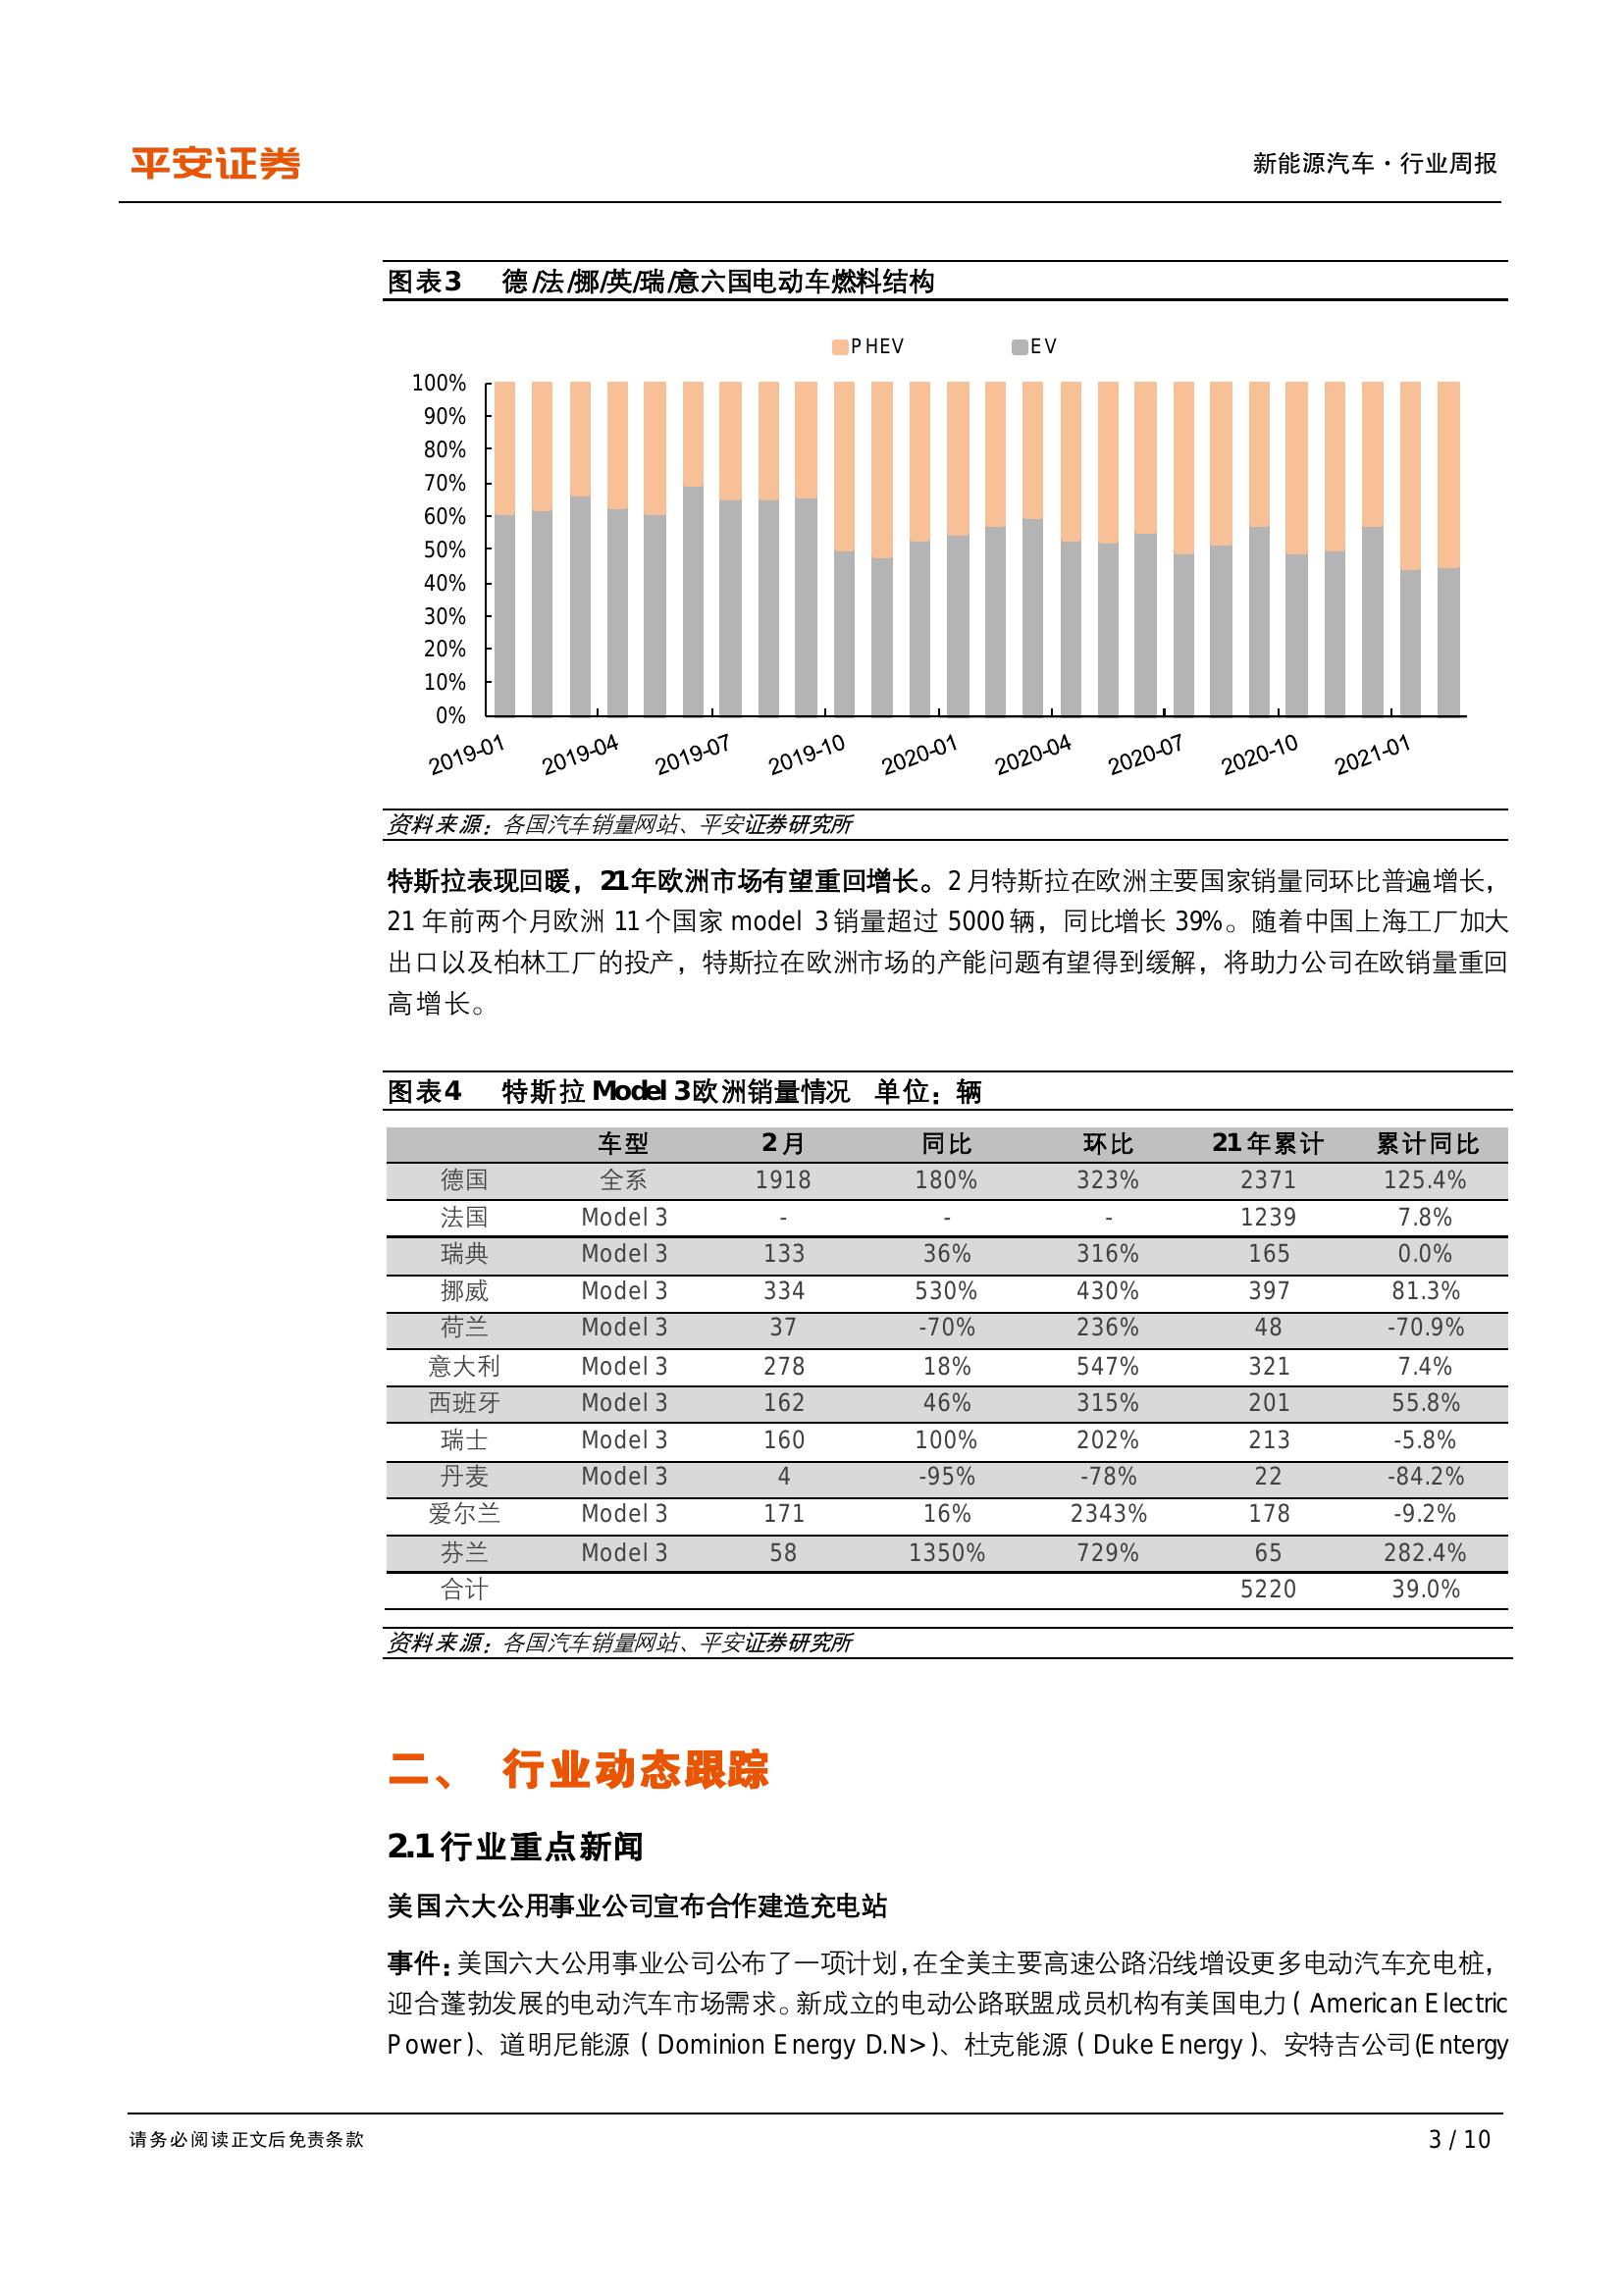 平安证券
新能源汽车·行业周报
图表3 德/法/挪/英/瑞/意六国电动车燃料结构
PHEV EV
100%
90%
80%
70%
60%
50%
40%
30%
20%
10%
0%
2019-01 2019-04 2019-07 2019-10 2020-01 2020-04 2020-07 2020-10 2021-01
资料来源：各国汽车销量网站、平安证券研究所
特斯拉表现回暖，21年欧洲市场有望重回增长。2月特斯拉在欧洲主要国家销量同环比普遍增长，
21年前两个月欧洲11个国家model 3销量超过5000辆，同比增长39%。随着中国上海工厂加大
出口以及柏林工厂的投产，特斯拉在欧洲市场的产能问题有望得到缓解，将助力公司在欧销量重回
高增长。
图表4 特斯拉Model 3欧洲销量情况 单位：辆
车型 2月 同比 环比 21年累计 累计同比
德国 全系 1918 180% 323% 2371 125.4%
法国 Model 3 - - - 1239 7.8%
瑞典 Model 3 133 36% 316% 165 0.0%
挪威 Model 3 334 530% 430% 397 81.3%
荷兰 Model 3 37 -70% 236% 48 -70.9%
意大利 Model 3 278 18% 547% 321 7.4%
西班牙 Model 3 162 46% 315% 201 55.8%
瑞士 Model 3 160 100% 202% 213 -5.8%
丹麦 Model 3 4 -95% -78% 22 -84.2%
爱尔兰 Model 3 171 16% 2343% 178 -9.2%
芬兰 Model 3 58 1350% 729% 65 282.4%
合计 5220 39.0%
资料来源：各国汽车销量网站、平安证券研究所
二、 行业动态跟踪
2.1行业重点新闻
美国六大公用事业公司宣布合作建造充电站
事件：美国六大公用事业公司公布了一项计划，在全美主要高速公路沿线增设更多电动汽车充电桩，
迎合蓬勃发展的电动汽车市场需求。新成立的电动公路联盟成员机构有美国电力( American Electric
Power)、道明尼能源( Dominion Energy D.N>)、杜克能源( Duke Energy)、安特吉公司(Entergy
请务必阅读正文后免责条款
3 / 10